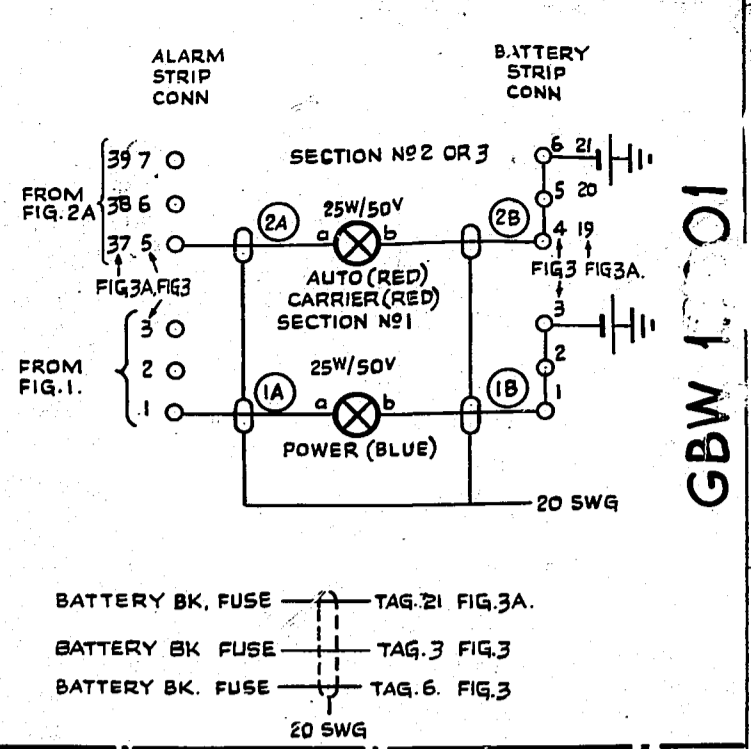 ALARM
STRIP
CONN
BATTERY
STRIP
CONN
39 7
SECTION Nº2 OR 3
6 21
FROM
FIG. 2A
38 6
5 20
2A
25W/50V
2B
37 5
a
b
4 19
AUTO (RED)
CARRIER (RED)
SECTION Nº1
FIG3A, FIG3
FIG3 FIG3A.
3
3
FROM
FIG.1.
2
25W/50V
2
1A
1B
1
a
b
1
POWER (BLUE)
20 SWG
BATTERY BK, FUSE
TAG. 21 FIG.3A.
BATTERY BK FUSE
TAG. 3 FIG.3
BATTERY BK. FUSE
TAG. 6. FIG.3
20 SWG
GBW 1 01